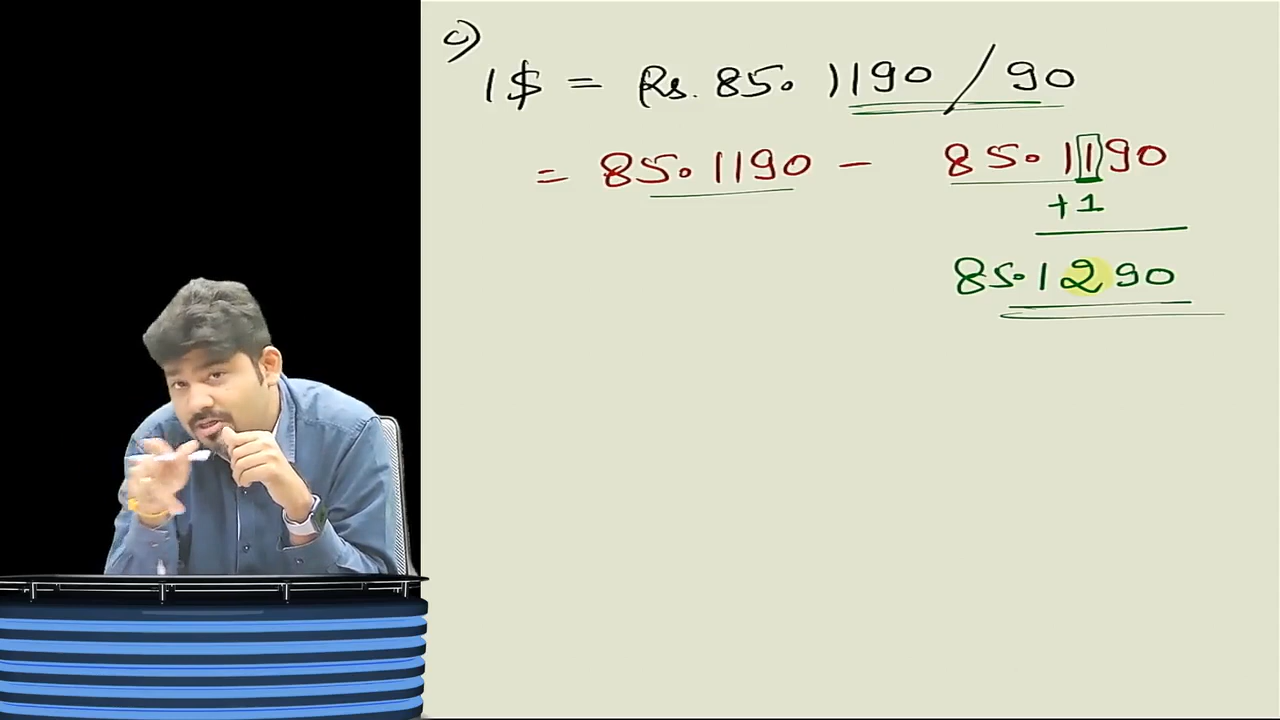 c)
1$ = Rs. 85.1190 / 90
= 85.1190 - 85.1190
+1
85.1290